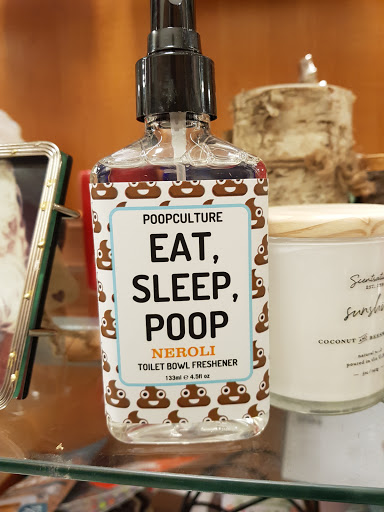 POOPCULTURE
EAT,
SLEEP,
POOP
NEROLI
TOILET BOWL FRESHENER
133ml e 4.5fl oz
COCONUT